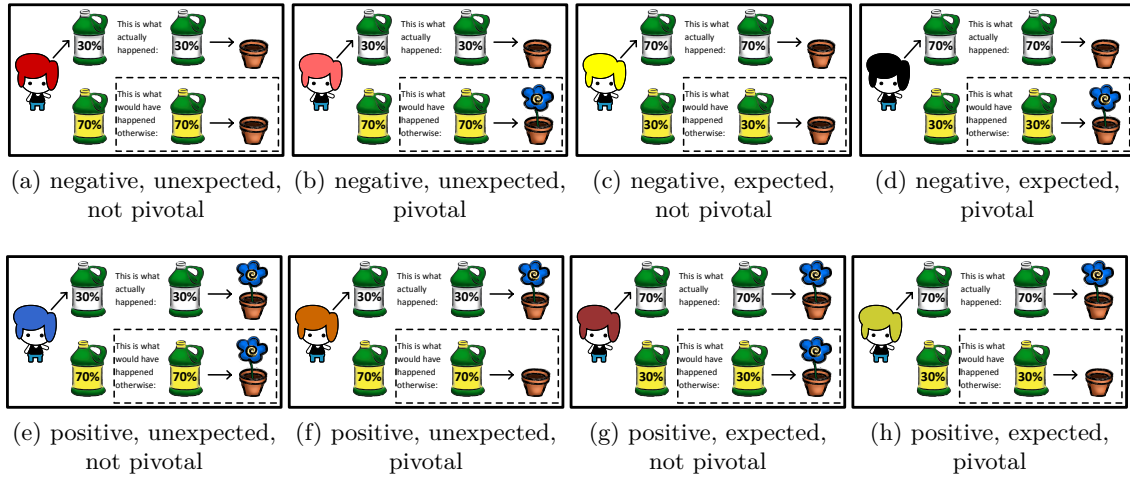 30% This is what actually happened: 30%
70% This is what would have happened otherwise: 70%
(a) negative, unexpected,
not pivotal
30% This is what actually happened: 30%
70% This is what would have happened otherwise: 70%
(b) negative, unexpected,
pivotal
70% This is what actually happened: 70%
30% This is what would have happened otherwise: 30%
(c) negative, expected,
not pivotal
70% This is what actually happened: 70%
30% This is what would have happened otherwise: 30%
(d) negative, expected,
pivotal
30% This is what actually happened: 30%
70% This is what would have happened otherwise: 70%
(e) positive, unexpected,
not pivotal
30% This is what actually happened: 30%
70% This is what would have happened otherwise: 70%
(f) positive, unexpected,
pivotal
70% This is what actually happened: 70%
30% This is what would have happened otherwise: 30%
(g) positive, expected,
not pivotal
70% This is what actually happened: 70%
30% This is what would have happened otherwise: 30%
(h) positive, expected,
pivotal